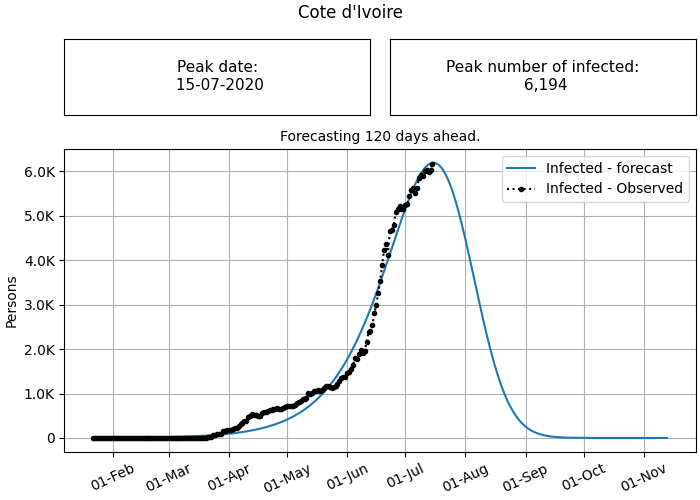 Cote d'Ivoire
Peak date:
15-07-2020
Peak number of infected:
6,194
Forecasting 120 days ahead.
Infected - forecast
Infected - Observed
Persons
6.0K
5.0K
4.0K
3.0K
2.0K
1.0K
0
01-Feb
01-Mar
01-Apr
01-May
01-Jun
01-Jul
01-Aug
01-Sep
01-Oct
01-Nov